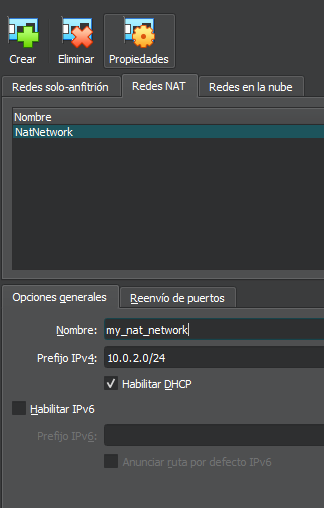 Crear Eliminar Propiedades
Redes solo-anfitrión Redes NAT Redes en la nube
Nombre
NatNetwork
Opciones generales Reenvío de puertos
Nombre: my_nat_network
Prefijo IPv4: 10.0.2.0/24
Habilitar DHCP
Habilitar IPv6
Prefijo IPv6:
Anunciar ruta por defecto IPv6